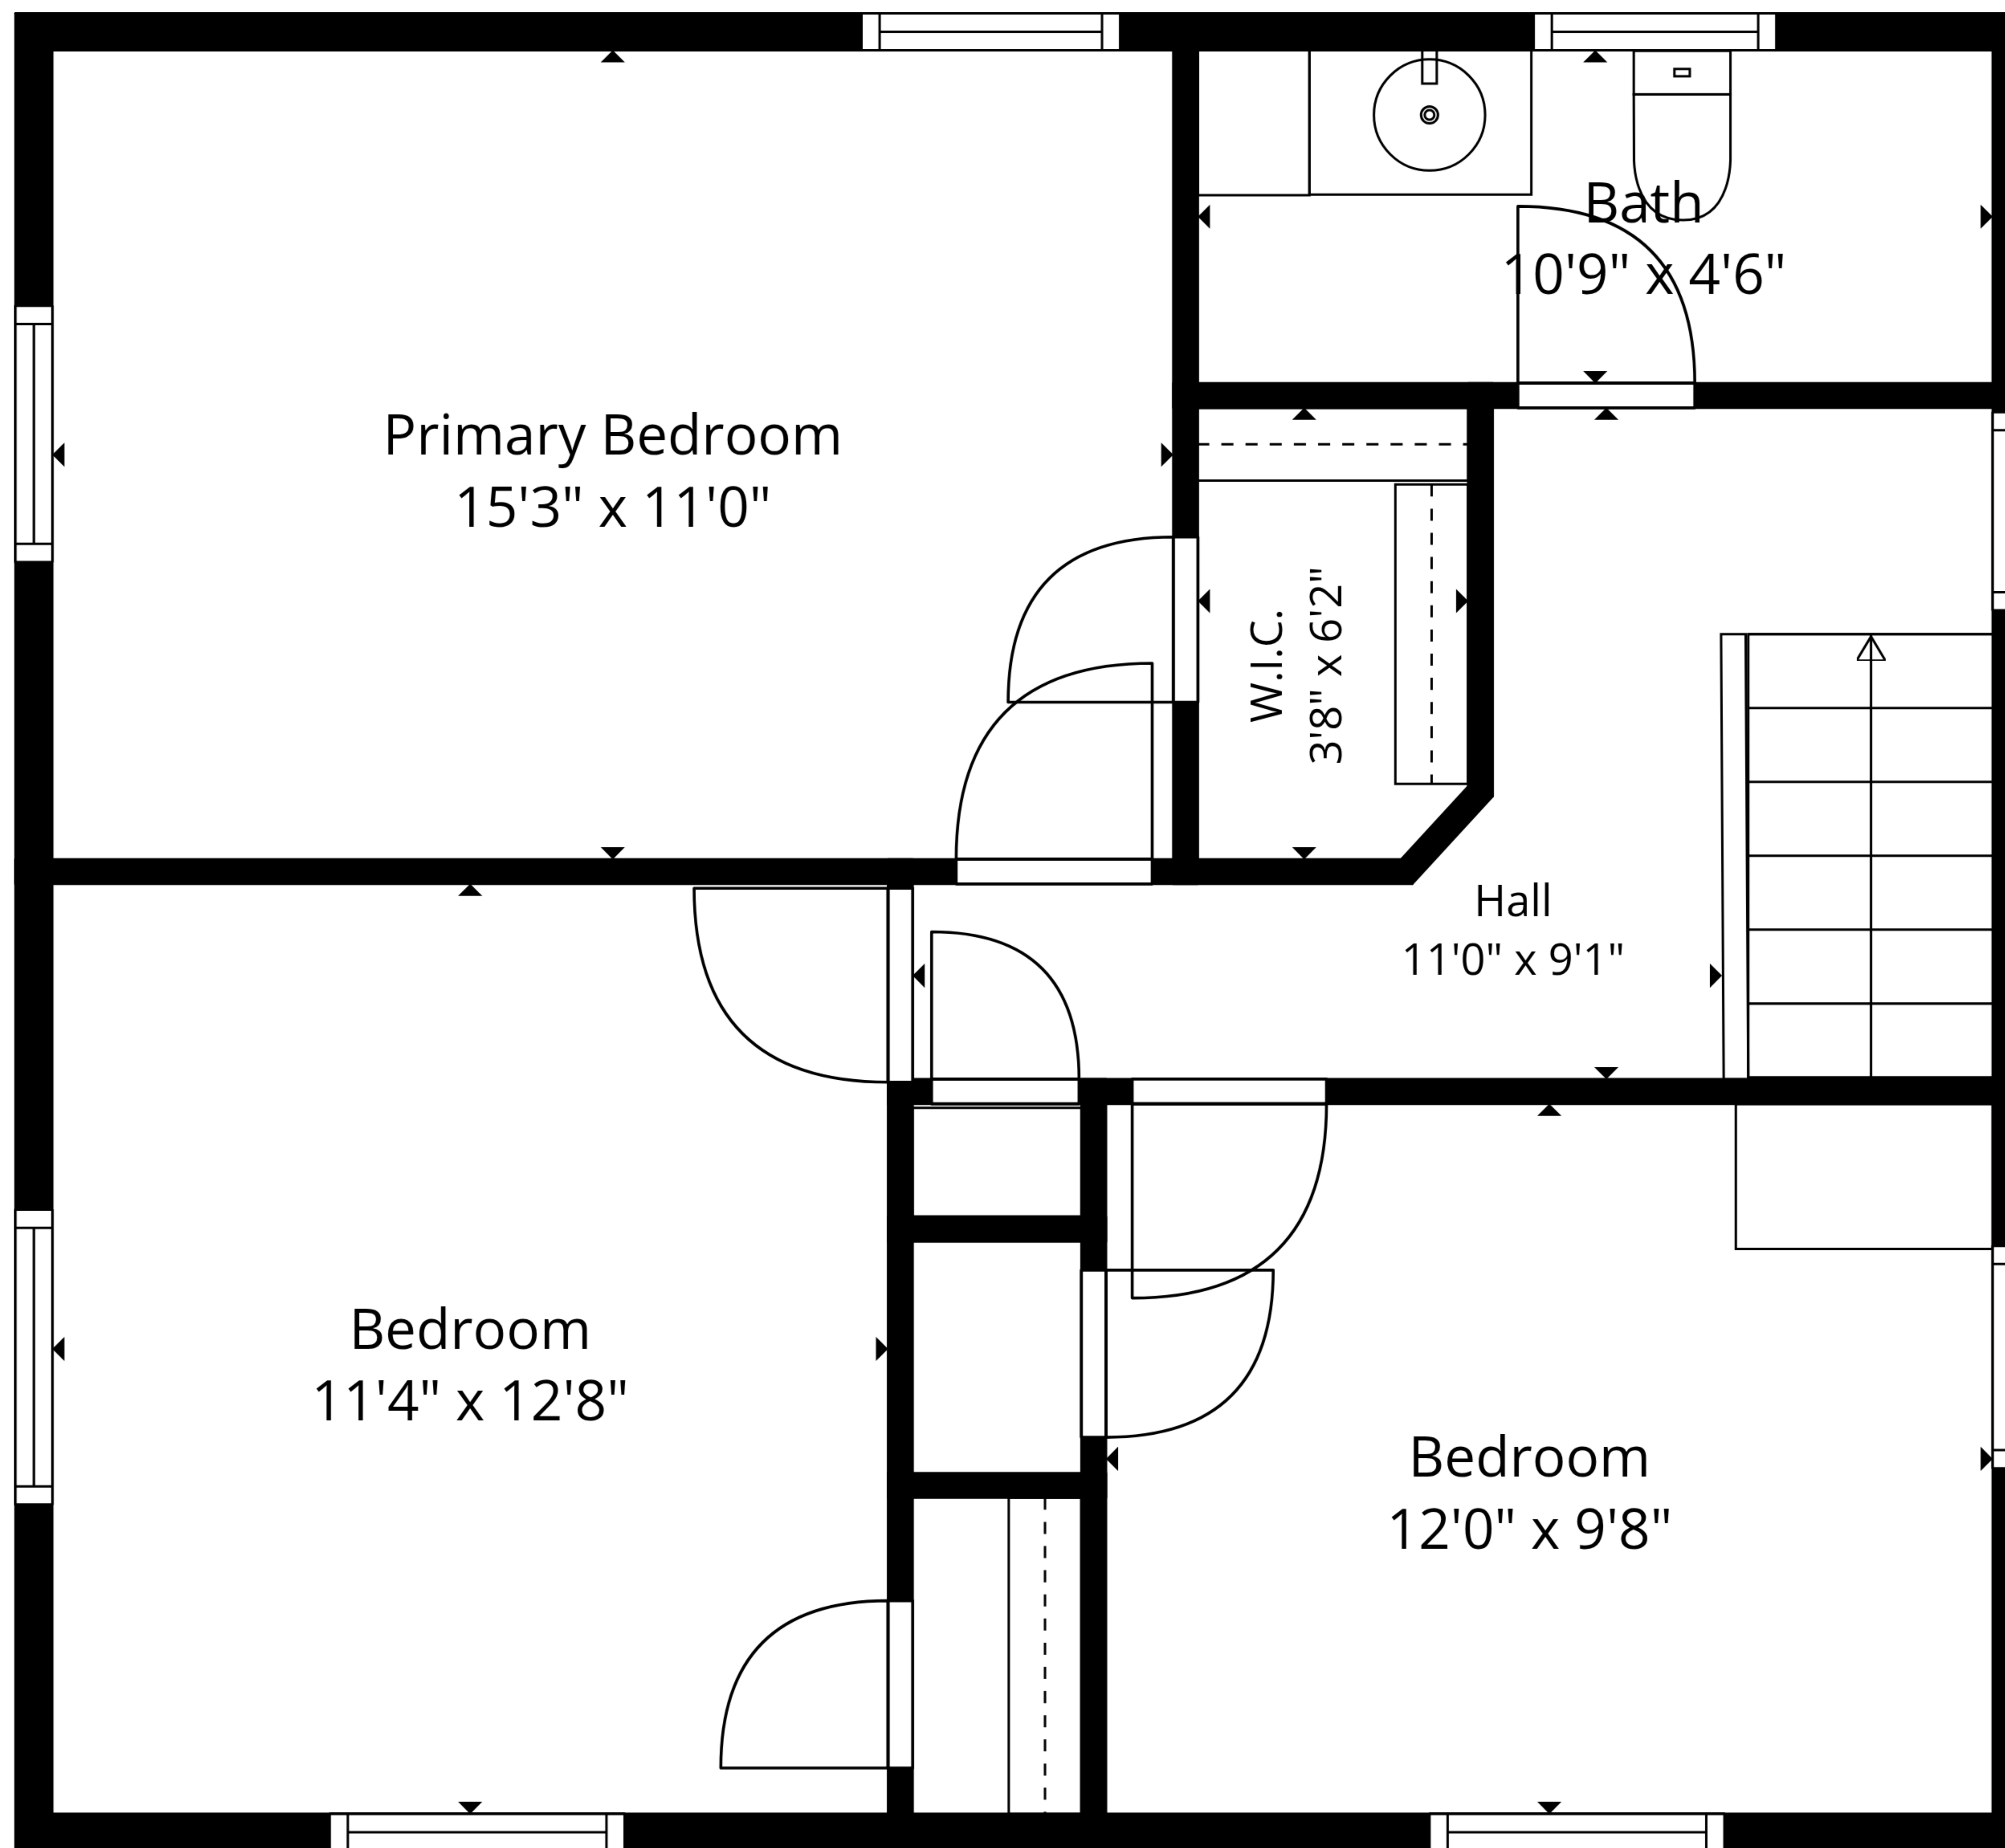 Bath
10'9" x 4'6"
Primary Bedroom
15'3" x 11'0"
W.I.C.
3'8" x 6'2"
Hall
11'0" x 9'1"
Bedroom
11'4" x 12'8"
Bedroom
12'0" x 9'8"